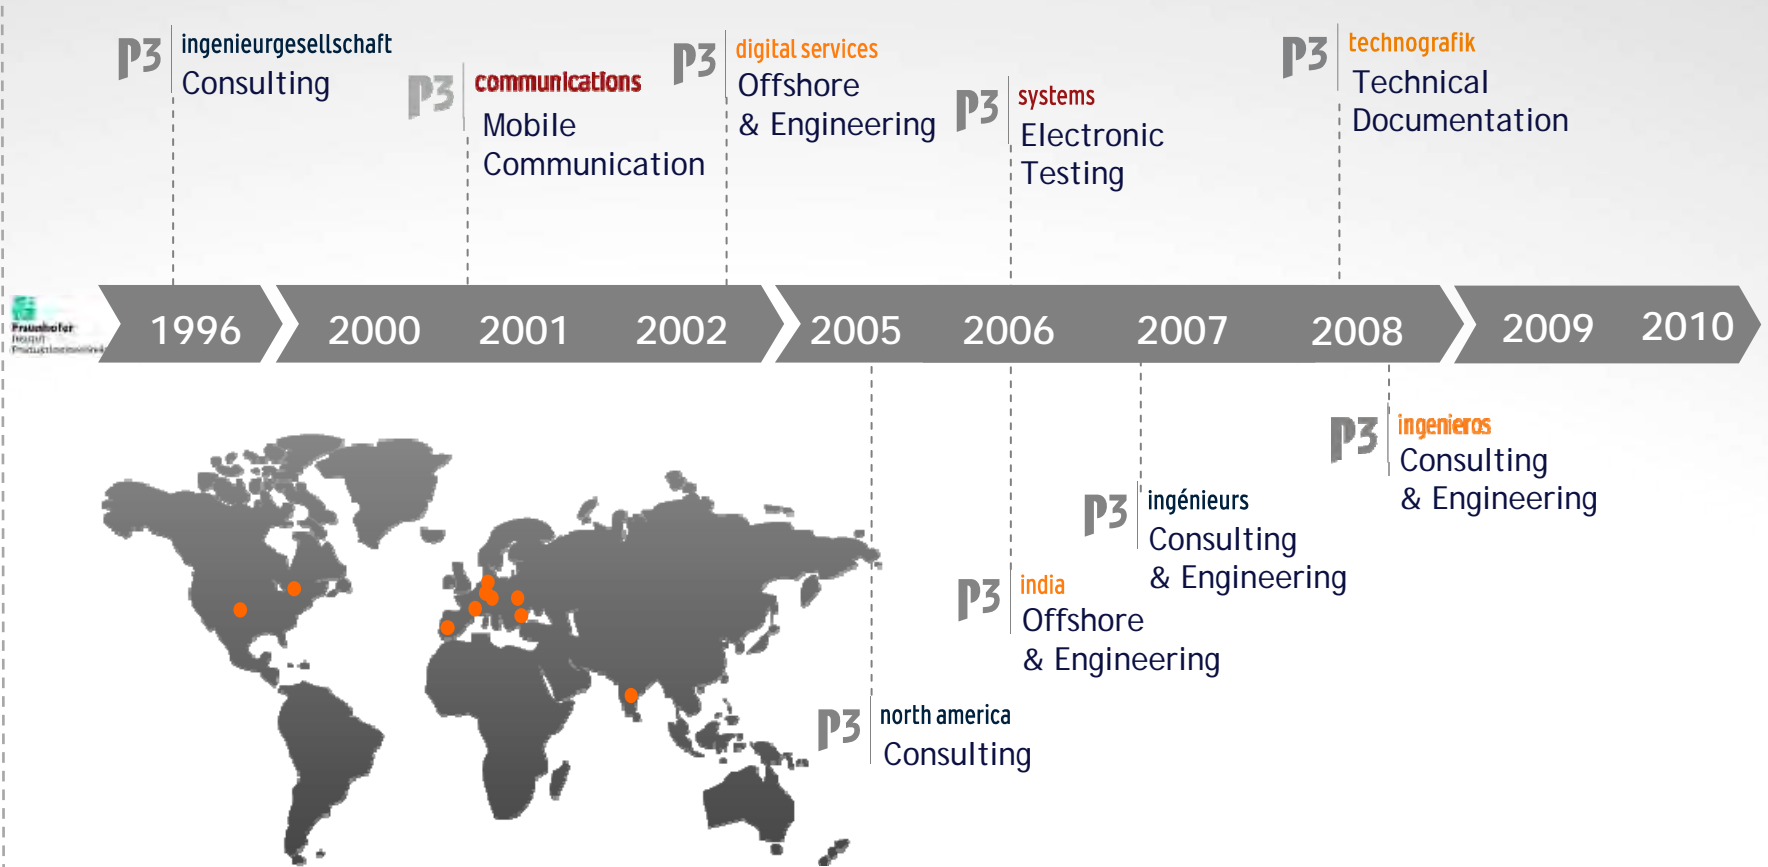 P3 ingenieurgesellschaft
Consulting
P3 communications
Mobile
Communication
P3 digital services
Offshore
& Engineering
P3 systems
Electronic
Testing
P3 technografik
Technical
Documentation
Fraunhofer
1996 2000 2001 2002 2005 2006 2007 2008 2009 2010
P3 ingenieros
Consulting
& Engineering
P3 ingénieurs
Consulting
& Engineering
P3 india
Offshore
& Engineering
P3 north america
Consulting